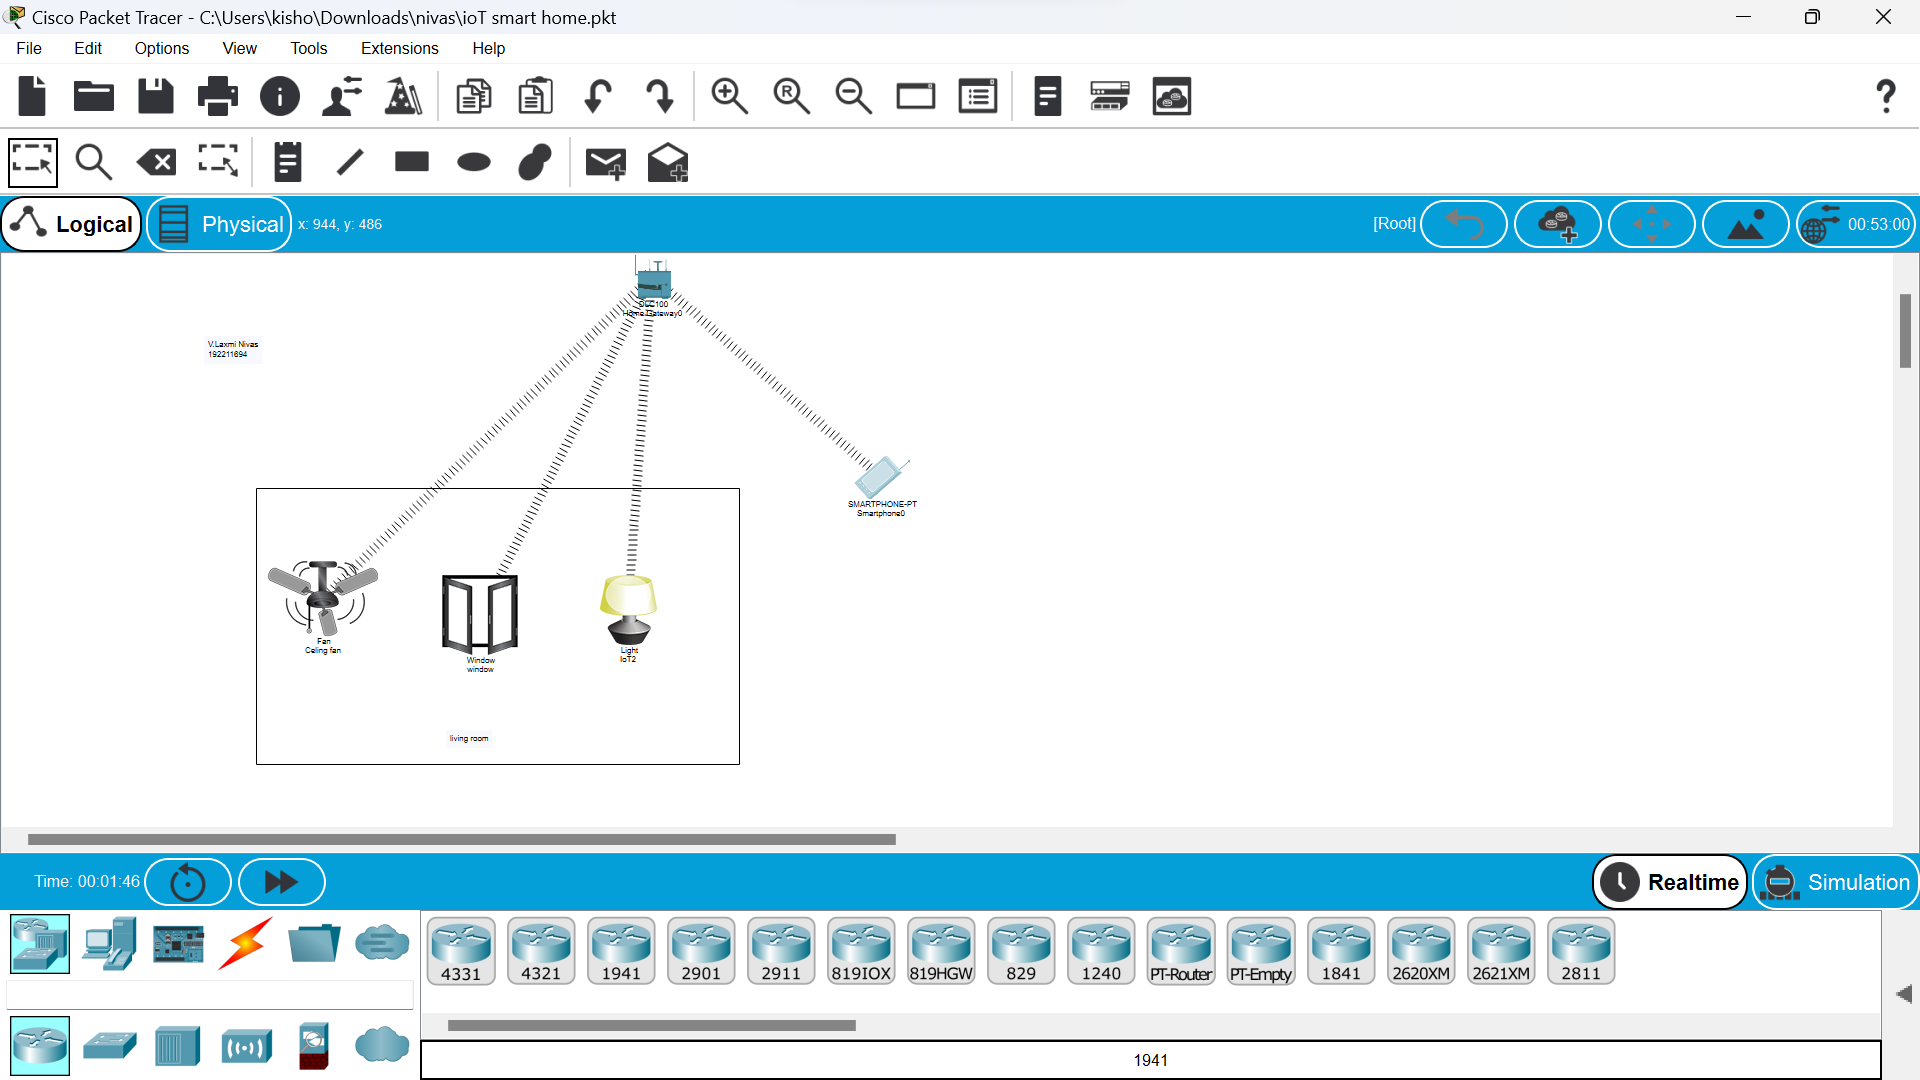 Cisco Packet Tracer - C:\Users\kisho\Downloads\nivas\ioT smart home.pkt
File Edit Options View Tools Extensions Help
Logical Physical x: 944, y: 486 [Root] 00:53:00
DLC100
Home Gateway0
V.Laxmi Nivas
192211694
SMARTPHONE-PT
Smartphone0
Fan
Celing fan
Window
window
Light
IoT2
living room
Time: 00:01:46 Realtime Simulation
4331 4321 1941 2901 2911 819IOX 819HGW 829 1240 PT-Router PT-Empty 1841 2620XM 2621XM 2811
1941